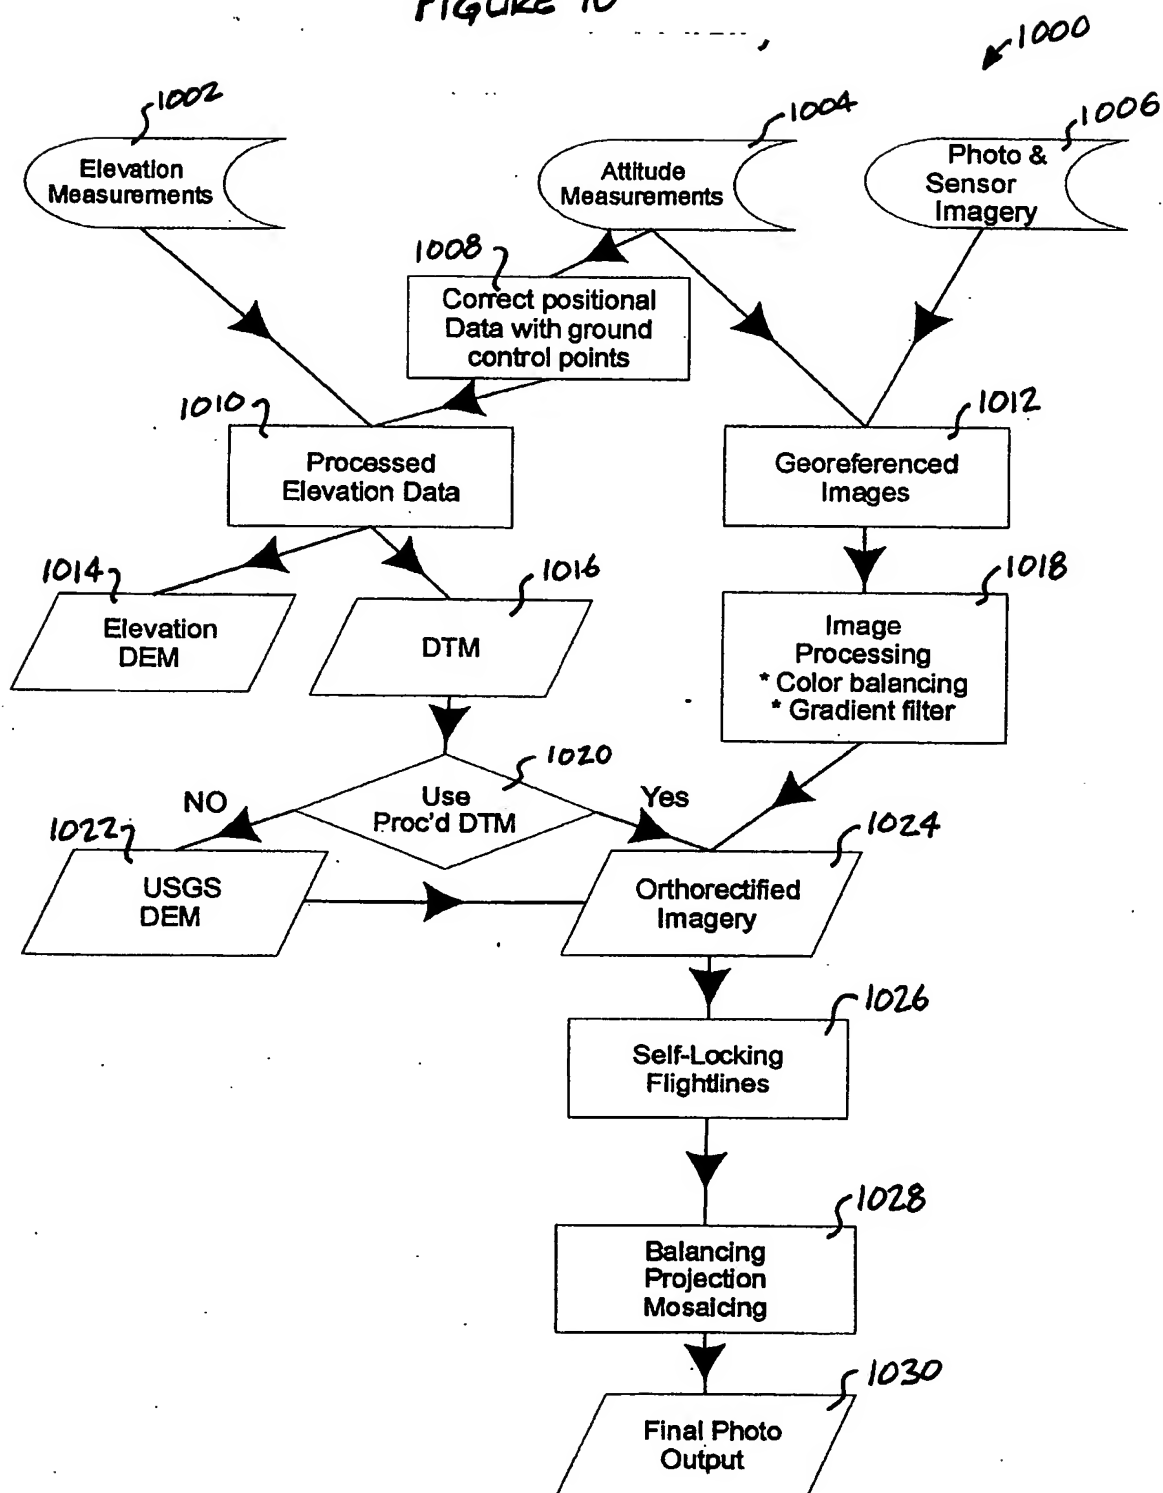 FIGURE 10
1000
1002
1004
1006
Elevation
Measurements
Attitude
Measurements
Photo &
Sensor
Imagery
1008
Correct positional
Data with ground
control points
1010
1012
Processed
Elevation Data
Georeferenced
Images
1014
1016
1018
Elevation
DEM
DTM
Image
Processing
* Color balancing
* Gradient filter
1020
NO
Use
Proc'd DTM
Yes
1022
1024
USGS
DEM
Orthorectified
Imagery
1026
Self-Locking
Flightlines
1028
Balancing
Projection
Mosaicing
1030
Final Photo
Output